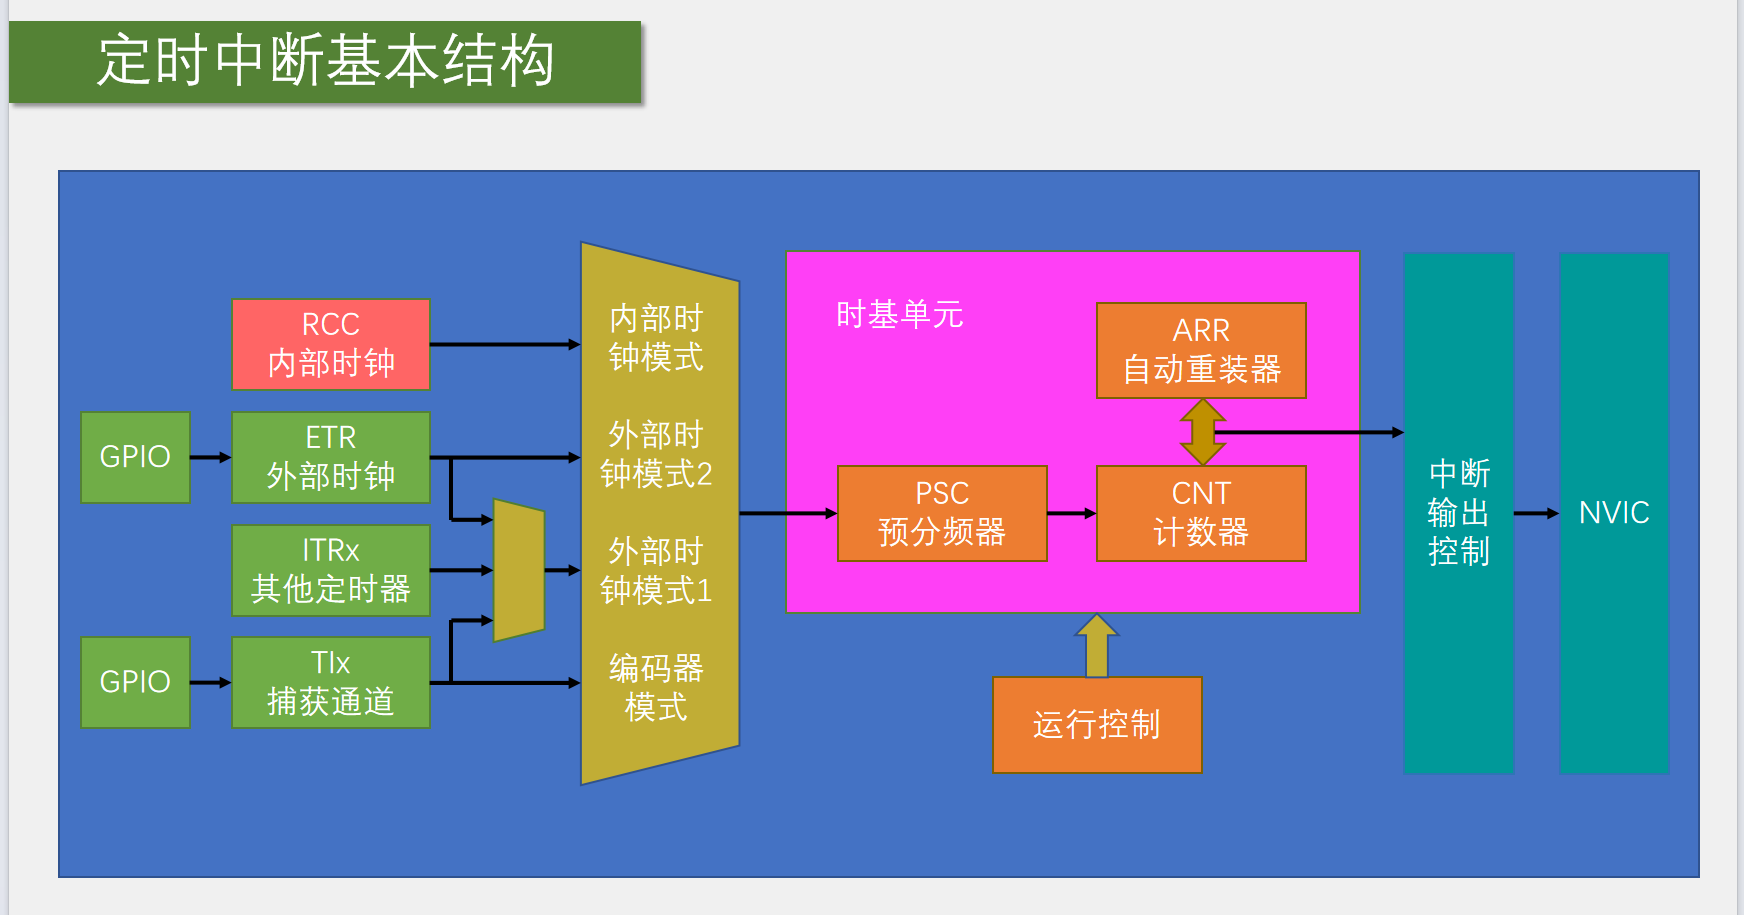 定时中断基本结构
RCC
内部时钟
GPIO
ETR
外部时钟
ITRx
其他定时器
GPIO
TIx
捕获通道
内部时
钟模式
外部时
钟模式2
外部时
钟模式1
编码器
模式
时基单元
ARR
自动重装器
PSC
预分频器
CNT
计数器
运行控制
中断
输出
控制
NVIC